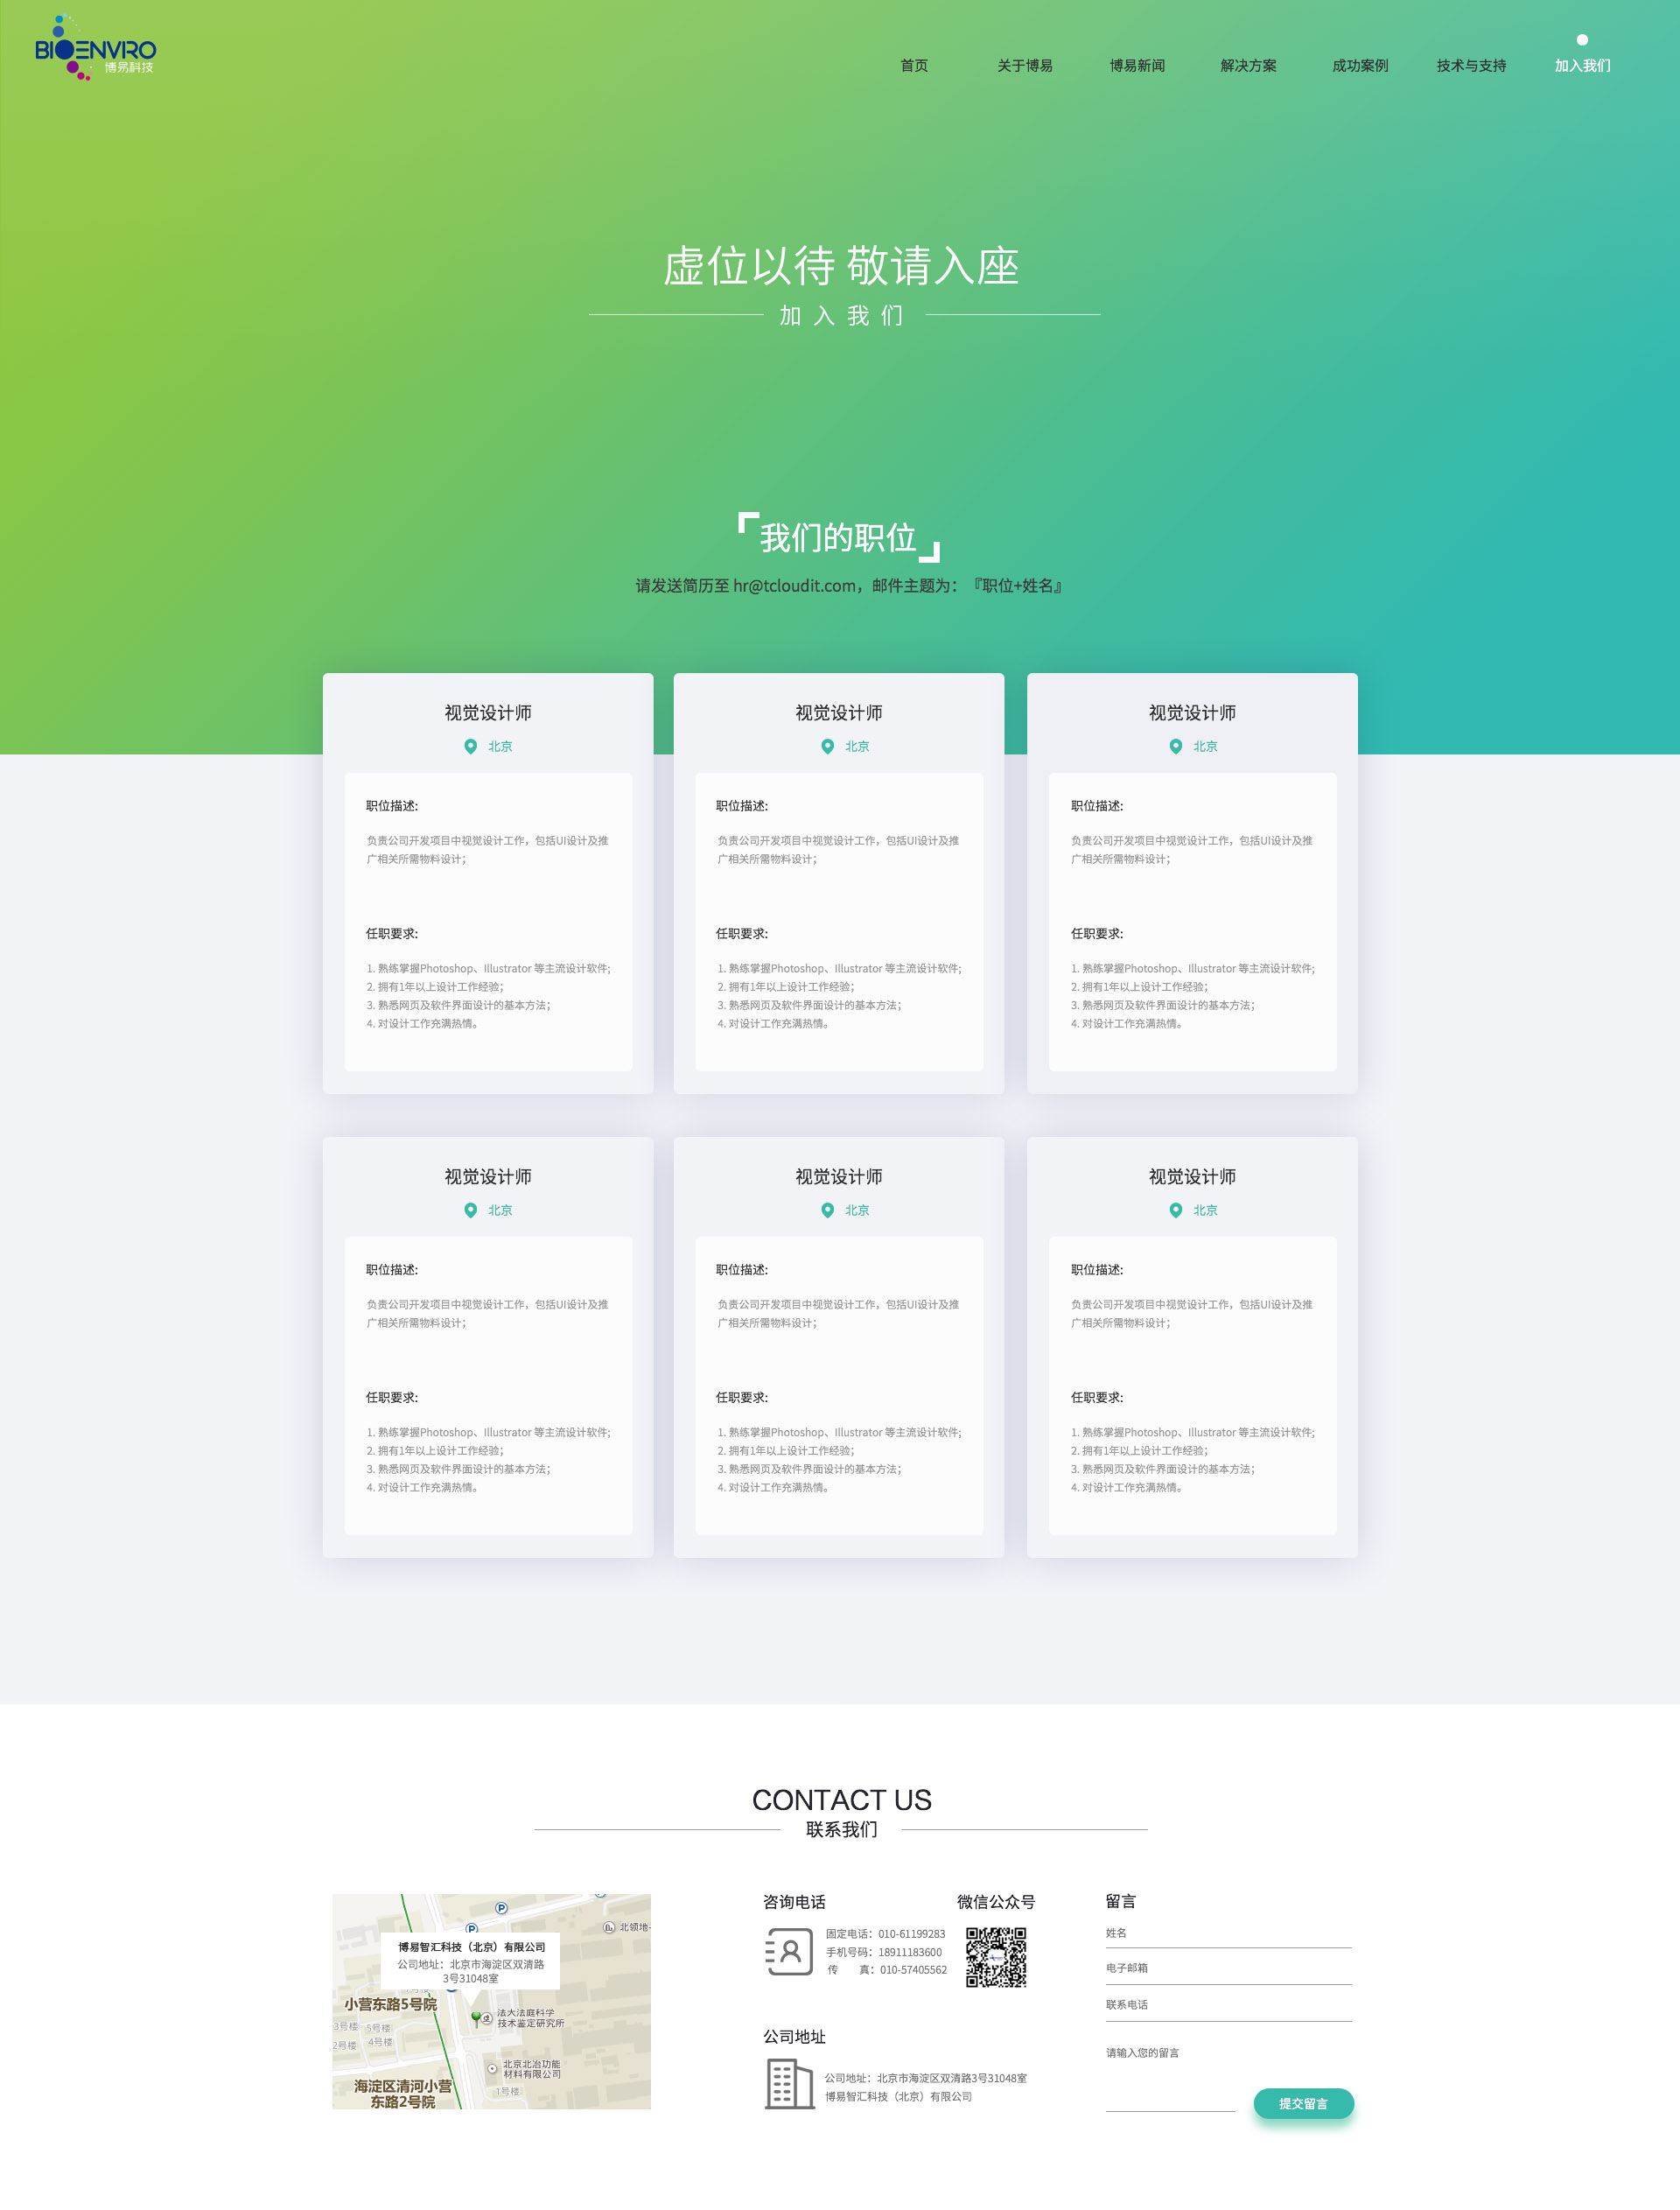 BIOENVIRO
博易科技
首页 关于博易 博易新闻 解决方案 成功案例 技术与支持 加入我们
虚位以待 敬请入座
加入我们
我们的职位
请发送简历至 hr@tcloudit.com，邮件主题为：『职位+姓名』
视觉设计师
北京
职位描述:
负责公司开发项目中视觉设计工作，包括UI设计及推
广相关所需物料设计；
任职要求:
1. 熟练掌握Photoshop、Illustrator 等主流设计软件;
2. 拥有1年以上设计工作经验；
3. 熟悉网页及软件界面设计的基本方法；
4. 对设计工作充满热情。
视觉设计师
北京
职位描述:
负责公司开发项目中视觉设计工作，包括UI设计及推
广相关所需物料设计；
任职要求:
1. 熟练掌握Photoshop、Illustrator 等主流设计软件;
2. 拥有1年以上设计工作经验；
3. 熟悉网页及软件界面设计的基本方法；
4. 对设计工作充满热情。
视觉设计师
北京
职位描述:
负责公司开发项目中视觉设计工作，包括UI设计及推
广相关所需物料设计；
任职要求:
1. 熟练掌握Photoshop、Illustrator 等主流设计软件;
2. 拥有1年以上设计工作经验；
3. 熟悉网页及软件界面设计的基本方法；
4. 对设计工作充满热情。
视觉设计师
北京
职位描述:
负责公司开发项目中视觉设计工作，包括UI设计及推
广相关所需物料设计；
任职要求:
1. 熟练掌握Photoshop、Illustrator 等主流设计软件;
2. 拥有1年以上设计工作经验；
3. 熟悉网页及软件界面设计的基本方法；
4. 对设计工作充满热情。
视觉设计师
北京
职位描述:
负责公司开发项目中视觉设计工作，包括UI设计及推
广相关所需物料设计；
任职要求:
1. 熟练掌握Photoshop、Illustrator 等主流设计软件;
2. 拥有1年以上设计工作经验；
3. 熟悉网页及软件界面设计的基本方法；
4. 对设计工作充满热情。
视觉设计师
北京
职位描述:
负责公司开发项目中视觉设计工作，包括UI设计及推
广相关所需物料设计；
任职要求:
1. 熟练掌握Photoshop、Illustrator 等主流设计软件;
2. 拥有1年以上设计工作经验；
3. 熟悉网页及软件界面设计的基本方法；
4. 对设计工作充满热情。
CONTACT US
联系我们
P
P
北领地
博易智汇科技（北京）有限公司
公司地址：北京市海淀区双清路
3号31048室
小营东路5号院
3号楼 5号楼
2号楼 4号楼
法大法庭科学
技术鉴定研究所
北京北冶功能
材料有限公司
1号楼
海淀区清河小营
东路2号院
咨询电话
固定电话：010-61199283
手机号码：18911183600
传 真：010-57405562
微信公众号
公司地址
公司地址：北京市海淀区双清路3号31048室
博易智汇科技（北京）有限公司
留言
姓名
电子邮箱
联系电话
请输入您的留言
提交留言